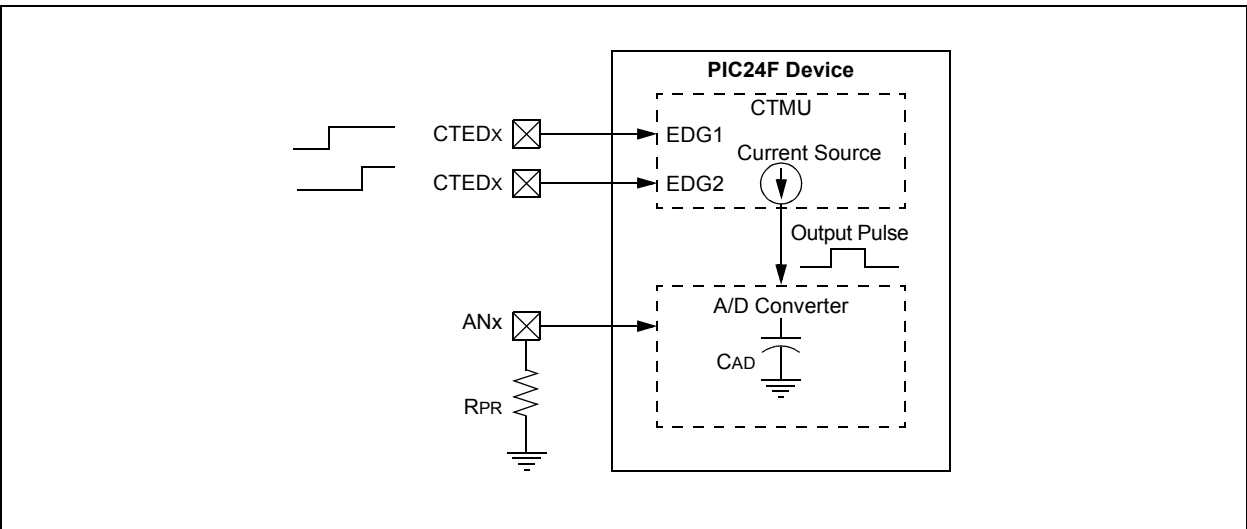 PIC24F Device
CTMU
CTEDX
EDG1
Current Source
CTEDX
EDG2
Output Pulse
A/D Converter
ANx
CAD
RPR